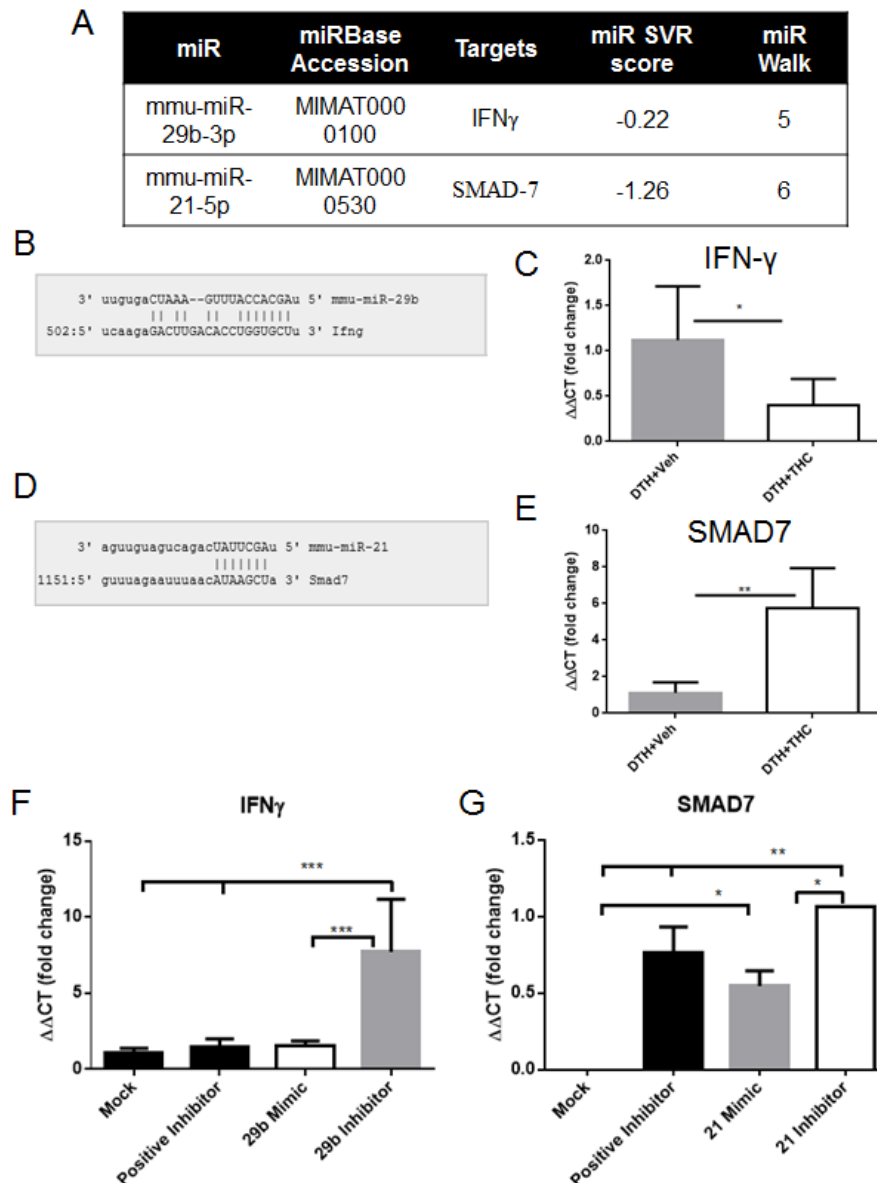 A
miR
miRBase
Accession
Targets
miR SVR
score
miR
Walk
mmu-miR-
29b-3p
MIMAT000
0100
IFNγ
-0.22
5
mmu-miR-
21-5p
MIMAT000
0530
SMAD-7
-1.26
6
B
3' uugugaCUAAA--GUUUACCACGAu 5' mmu-miR-29b
|| || || |||||||
502:5' ucaagaGACUUGACACCUGGUGCUu 3' Ifng
C
IFN-γ
ΔΔCT (fold change)
2.0
1.5
1.0
0.5
0.0
*
DTH+Veh
DTH+THC
D
3' aguuguagucagacUAUUCGAu 5' mmu-miR-21
|||||||
1151:5' guuuagaauuuaacAUAAGCUa 3' Smad7
E
SMAD7
ΔΔCT (fold change)
10
8
6
4
2
0
**
DTH+Veh
DTH+THC
F
IFNγ
ΔΔCT (fold change)
15
10
5
0
***
***
Mock
Positive Inhibitor
29b Mimic
29b Inhibitor
G
SMAD7
ΔΔCT (fold change)
1.5
1.0
0.5
0.0
**
*
*
Mock
Positive Inhibitor
21 Mimic
21 Inhibitor